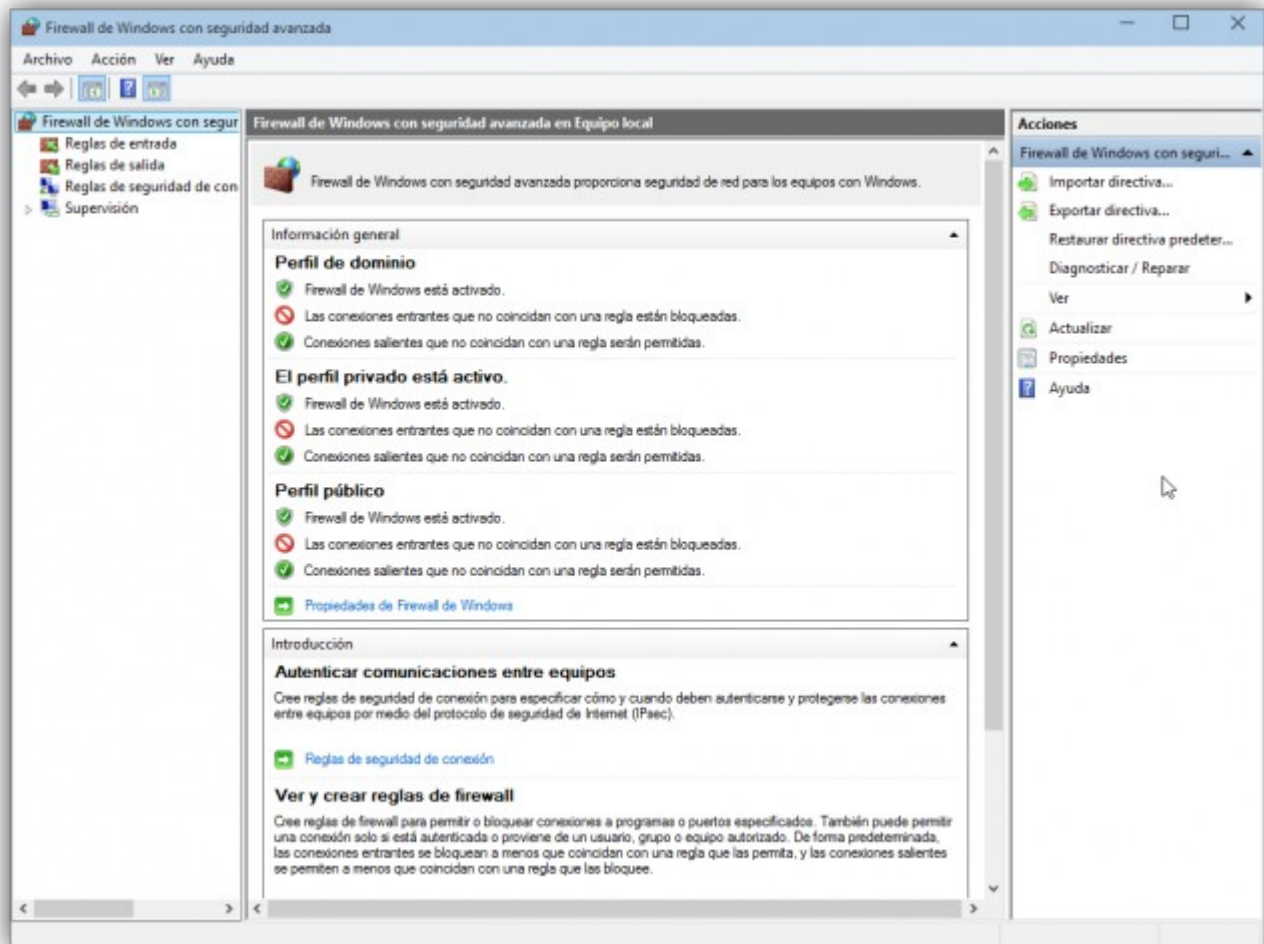 Firewall de Windows con seguridad avanzada
Archivo Acción Ver Ayuda
Firewall de Windows con segur
Reglas de entrada
Reglas de salida
Reglas de seguridad de con
Supervisión
Firewall de Windows con seguridad avanzada en Equipo local
Firewall de Windows con seguridad avanzada proporciona seguridad de red para los equipos con Windows.
Información general
Perfil de dominio
Firewall de Windows está activado.
Las conexiones entrantes que no coincidan con una regla están bloqueadas.
Conexiones salientes que no coincidan con una regla serán permitidas.
El perfil privado está activo.
Firewall de Windows está activado.
Las conexiones entrantes que no coincidan con una regla están bloqueadas.
Conexiones salientes que no coincidan con una regla serán permitidas.
Perfil público
Firewall de Windows está activado.
Las conexiones entrantes que no coincidan con una regla están bloqueadas.
Conexiones salientes que no coincidan con una regla serán permitidas.
Propiedades de Firewall de Windows
Introducción
Autenticar comunicaciones entre equipos
Cree reglas de seguridad de conexión para especificar cómo y cuando deben autenticarse y protegerse las conexiones
entre equipos por medio del protocolo de seguridad de Internet (IPsec).
Reglas de seguridad de conexión
Ver y crear reglas de firewall
Cree reglas de firewall para permitir o bloquear conexiones a programas o puertos especificados. También puede permitir
una conexión solo si está autenticada o proviene de un usuario, grupo o equipo autorizado. De forma predeterminada,
las conexiones entrantes se bloquean a menos que coincidan con una regla que las permita, y las conexiones salientes
se permiten a menos que coincidan con una regla que las bloquee.
Acciones
Firewall de Windows con seguri...
Importar directiva...
Exportar directiva...
Restaurar directiva predeter...
Diagnosticar / Reparar
Ver
Actualizar
Propiedades
Ayuda